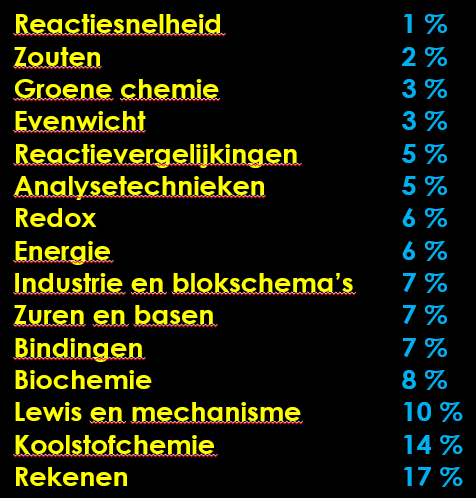 Reactiesnelheid 1 %
Zouten 2 %
Groene chemie 3 %
Evenwicht 3 %
Reactievergelijkingen 5 %
Analysetechnieken 5 %
Redox 6 %
Energie 6 %
Industrie en blokschema’s 7 %
Zuren en basen 7 %
Bindingen 7 %
Biochemie 8 %
Lewis en mechanisme 10 %
Koolstofchemie 14 %
Rekenen 17 %